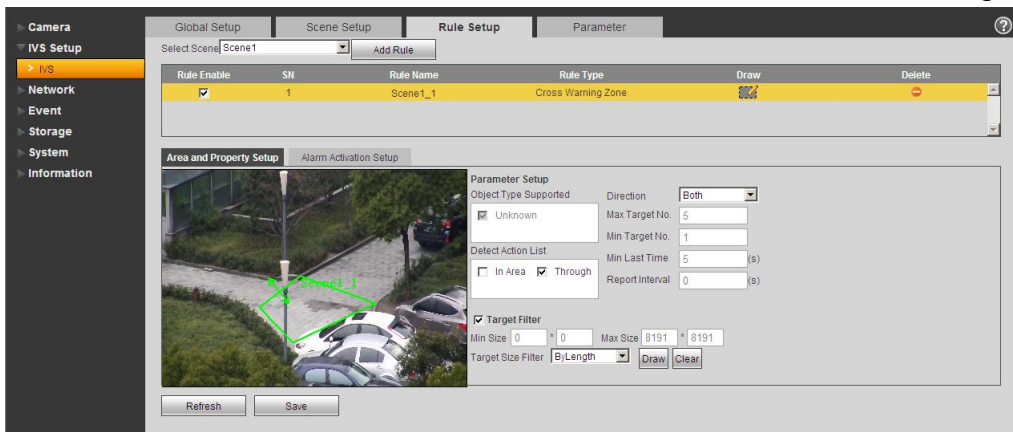 Camera
IVS Setup
> IVS
Network
Event
Storage
System
Information
Global Setup Scene Setup Rule Setup Parameter ?
Select Scene Scene1 Add Rule
Rule Enable SN Rule Name Rule Type Draw Delete
1 Scene1_1 Cross Warning Zone
Area and Property Setup Alarm Activation Setup
Scene1_1
Parameter Setup
Object Type Supported
Unknown
Detect Action List
In Area Through
Direction Both
Max Target No. 5
Min Target No. 1
Min Last Time 5 (s)
Report Interval 0 (s)
Target Filter
Min Size 0 * 0 Max Size 8191 * 8191
Target Size Filter ByLength Draw Clear
Refresh Save